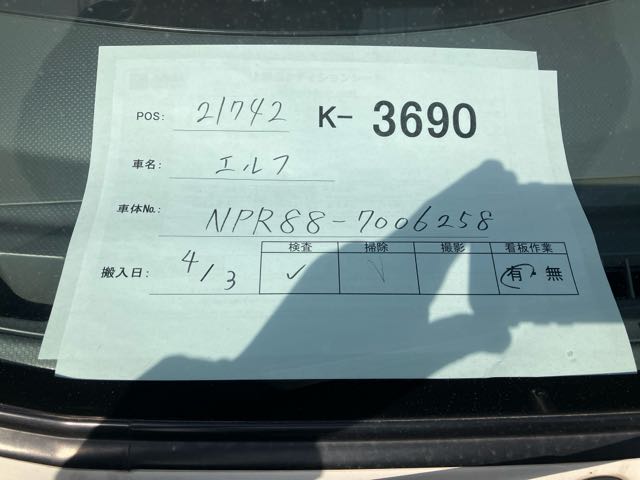 POS: 21742 K- 3690
車名: エルフ
車体No.: NPR88-7006258
検査 掃除 撮影 看板作業
搬入日: 4/3 ✓ ✓ 有・無